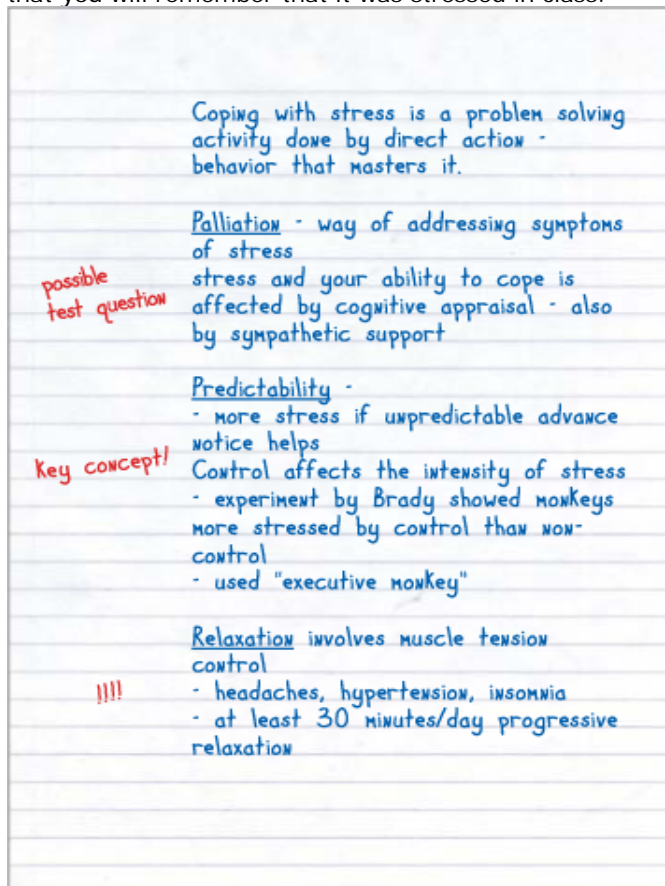 that you will remember that it was stressed in class.
Coping with stress is a problem solving
activity done by direct action -
behavior that masters it.
Palliation - way of addressing symptoms
of stress
possible
test question
stress and your ability to cope is
affected by cognitive appraisal - also
by sympathetic support
Predictability -
- more stress if unpredictable advance
notice helps
Key concept!
Control affects the intensity of stress
- experiment by Brady showed monkeys
more stressed by control than non-
control
- used "executive monkey"
Relaxation involves muscle tension
control
!!!!
- headaches, hypertension, insomnia
- at least 30 minutes/day progressive
relaxation